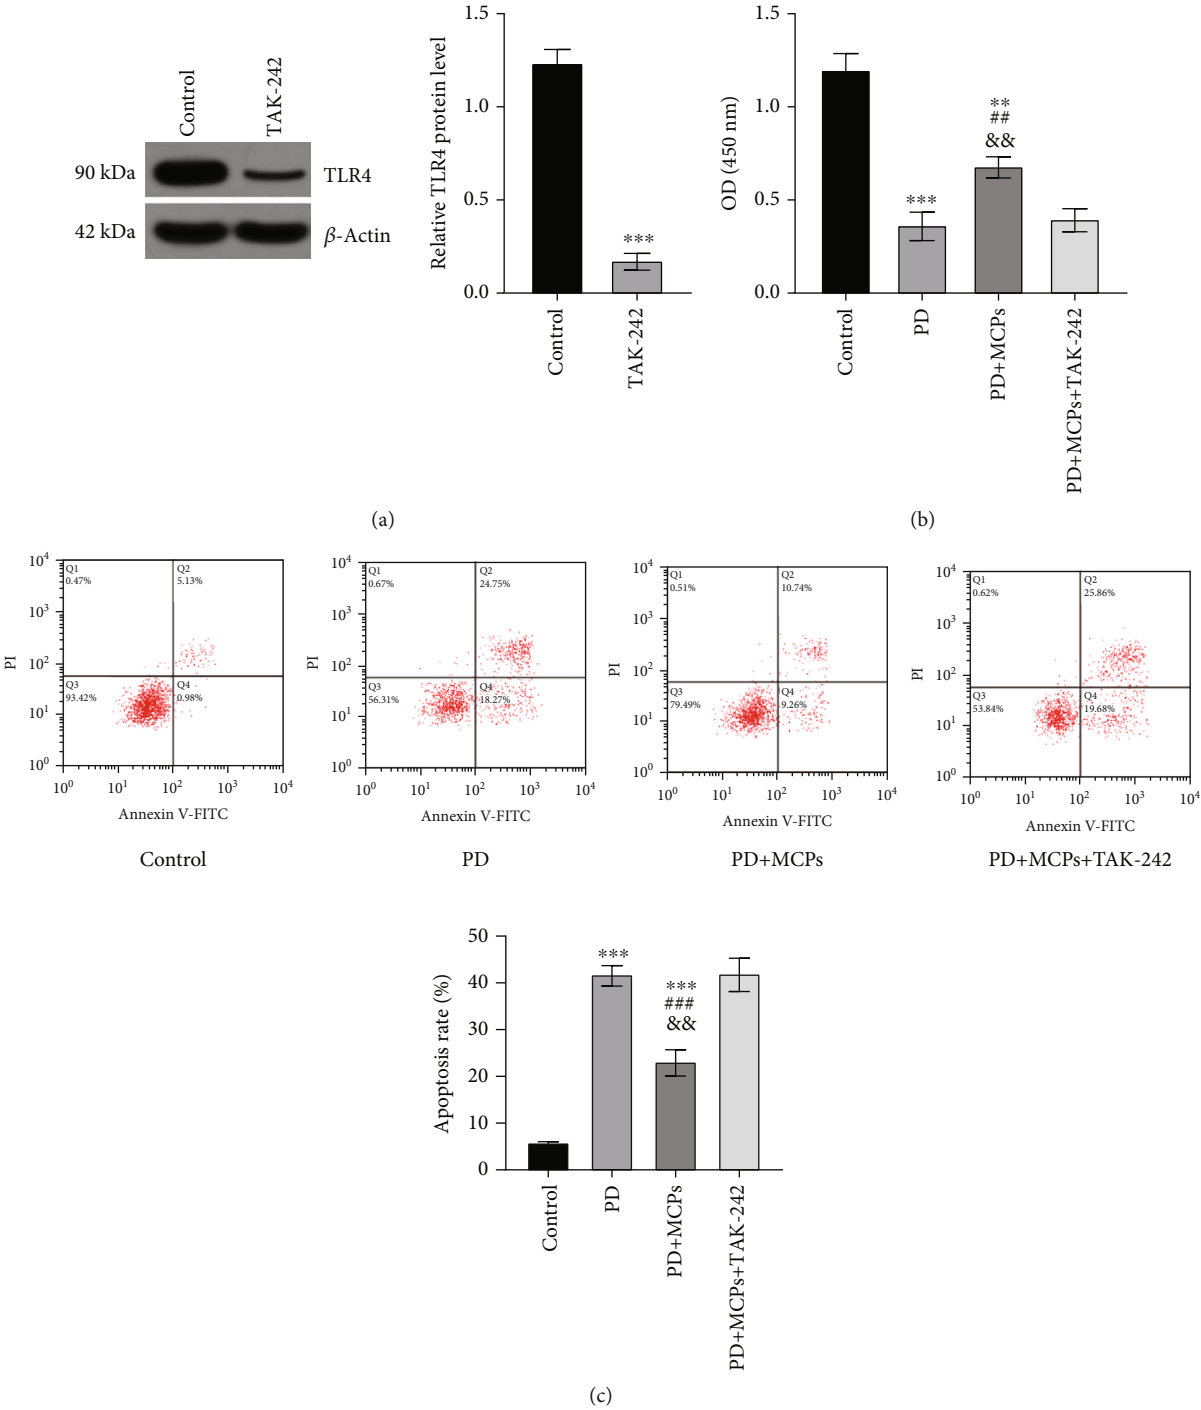 Control
TAK-242
90 kDa
TLR4
42 kDa
β-Actin
Relative TLR4 protein level
1.5
1.0
0.5
0.0
***
Control
TAK-242
(a)
OD (450 nm)
1.5
1.0
0.5
0.0
***
**
##
&&
Control
PD
PD+MCPs
PD+MCPs+TAK-242
(b)
PI
10⁴
10³
10²
10¹
10⁰
Q1
0.47%
Q2
5.13%
Q3
93.42%
Q4
0.98%
10⁰ 10¹ 10² 10³ 10⁴
Annexin V-FITC
Control
PI
10⁴
10³
10²
10¹
10⁰
Q1
0.67%
Q2
24.75%
Q3
56.31%
Q4
18.27%
10⁰ 10¹ 10² 10³ 10⁴
Annexin V-FITC
PD
PI
10⁴
10³
10²
10¹
10⁰
Q1
0.51%
Q2
10.74%
Q3
79.49%
Q4
9.26%
10⁰ 10¹ 10² 10³ 10⁴
Annexin V-FITC
PD+MCPs
PI
10⁴
10³
10²
10¹
10⁰
Q1
0.62%
Q2
25.86%
Q3
53.84%
Q4
19.68%
10⁰ 10¹ 10² 10³ 10⁴
Annexin V-FITC
PD+MCPs+TAK-242
Apoptosis rate (%)
50
40
30
20
10
0
***
***
###
&&
Control
PD
PD+MCPs
PD+MCPs+TAK-242
(c)